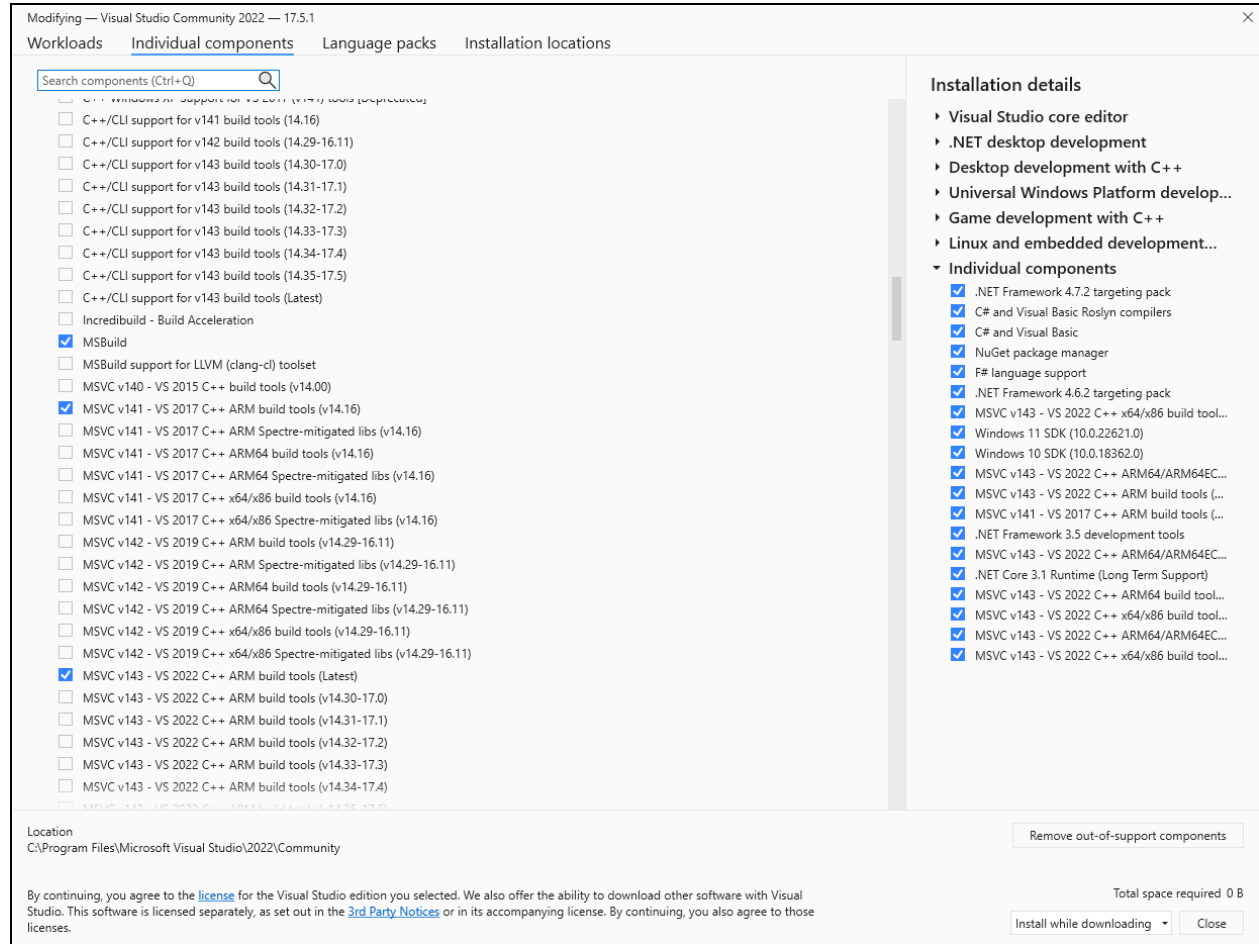 Modifying — Visual Studio Community 2022 — 17.5.1
Workloads
Individual components
Language packs
Installation locations
Search components (Ctrl+Q)
C++ Windows XP Support for VS 2017 (v141) tools [Deprecated]
C++/CLI support for v141 build tools (14.16)
C++/CLI support for v142 build tools (14.29-16.11)
C++/CLI support for v143 build tools (14.30-17.0)
C++/CLI support for v143 build tools (14.31-17.1)
C++/CLI support for v143 build tools (14.32-17.2)
C++/CLI support for v143 build tools (14.33-17.3)
C++/CLI support for v143 build tools (14.34-17.4)
C++/CLI support for v143 build tools (14.35-17.5)
C++/CLI support for v143 build tools (Latest)
Incredibuild - Build Acceleration
MSBuild
MSBuild support for LLVM (clang-cl) toolset
MSVC v140 - VS 2015 C++ build tools (v14.00)
MSVC v141 - VS 2017 C++ ARM build tools (v14.16)
MSVC v141 - VS 2017 C++ ARM Spectre-mitigated libs (v14.16)
MSVC v141 - VS 2017 C++ ARM64 build tools (v14.16)
MSVC v141 - VS 2017 C++ ARM64 Spectre-mitigated libs (v14.16)
MSVC v141 - VS 2017 C++ x64/x86 build tools (v14.16)
MSVC v141 - VS 2017 C++ x64/x86 Spectre-mitigated libs (v14.16)
MSVC v142 - VS 2019 C++ ARM build tools (v14.29-16.11)
MSVC v142 - VS 2019 C++ ARM Spectre-mitigated libs (v14.29-16.11)
MSVC v142 - VS 2019 C++ ARM64 build tools (v14.29-16.11)
MSVC v142 - VS 2019 C++ ARM64 Spectre-mitigated libs (v14.29-16.11)
MSVC v142 - VS 2019 C++ x64/x86 build tools (v14.29-16.11)
MSVC v142 - VS 2019 C++ x64/x86 Spectre-mitigated libs (v14.29-16.11)
MSVC v143 - VS 2022 C++ ARM build tools (Latest)
MSVC v143 - VS 2022 C++ ARM build tools (v14.30-17.0)
MSVC v143 - VS 2022 C++ ARM build tools (v14.31-17.1)
MSVC v143 - VS 2022 C++ ARM build tools (v14.32-17.2)
MSVC v143 - VS 2022 C++ ARM build tools (v14.33-17.3)
MSVC v143 - VS 2022 C++ ARM build tools (v14.34-17.4)
MSVC v143 - VS 2022 C++ ARM build tools (v14.35-17.5)
Installation details
Visual Studio core editor
.NET desktop development
Desktop development with C++
Universal Windows Platform develop...
Game development with C++
Linux and embedded development...
Individual components
.NET Framework 4.7.2 targeting pack
C# and Visual Basic Roslyn compilers
C# and Visual Basic
NuGet package manager
F# language support
.NET Framework 4.6.2 targeting pack
MSVC v143 - VS 2022 C++ x64/x86 build tool...
Windows 11 SDK (10.0.22621.0)
Windows 10 SDK (10.0.18362.0)
MSVC v143 - VS 2022 C++ ARM64/ARM64EC...
MSVC v143 - VS 2022 C++ ARM build tools (...
MSVC v141 - VS 2017 C++ ARM build tools (...
.NET Framework 3.5 development tools
MSVC v143 - VS 2022 C++ ARM64/ARM64EC...
.NET Core 3.1 Runtime (Long Term Support)
MSVC v143 - VS 2022 C++ ARM64 build tool...
MSVC v143 - VS 2022 C++ x64/x86 build tool...
MSVC v143 - VS 2022 C++ ARM64/ARM64EC...
MSVC v143 - VS 2022 C++ x64/x86 build tool...
Location
C:\Program Files\Microsoft Visual Studio\2022\Community
Remove out-of-support components
By continuing, you agree to the license for the Visual Studio edition you selected. We also offer the ability to download other software with Visual
Studio. This software is licensed separately, as set out in the 3rd Party Notices or in its accompanying license. By continuing, you also agree to those
licenses.
Total space required 0 B
Install while downloading
Close